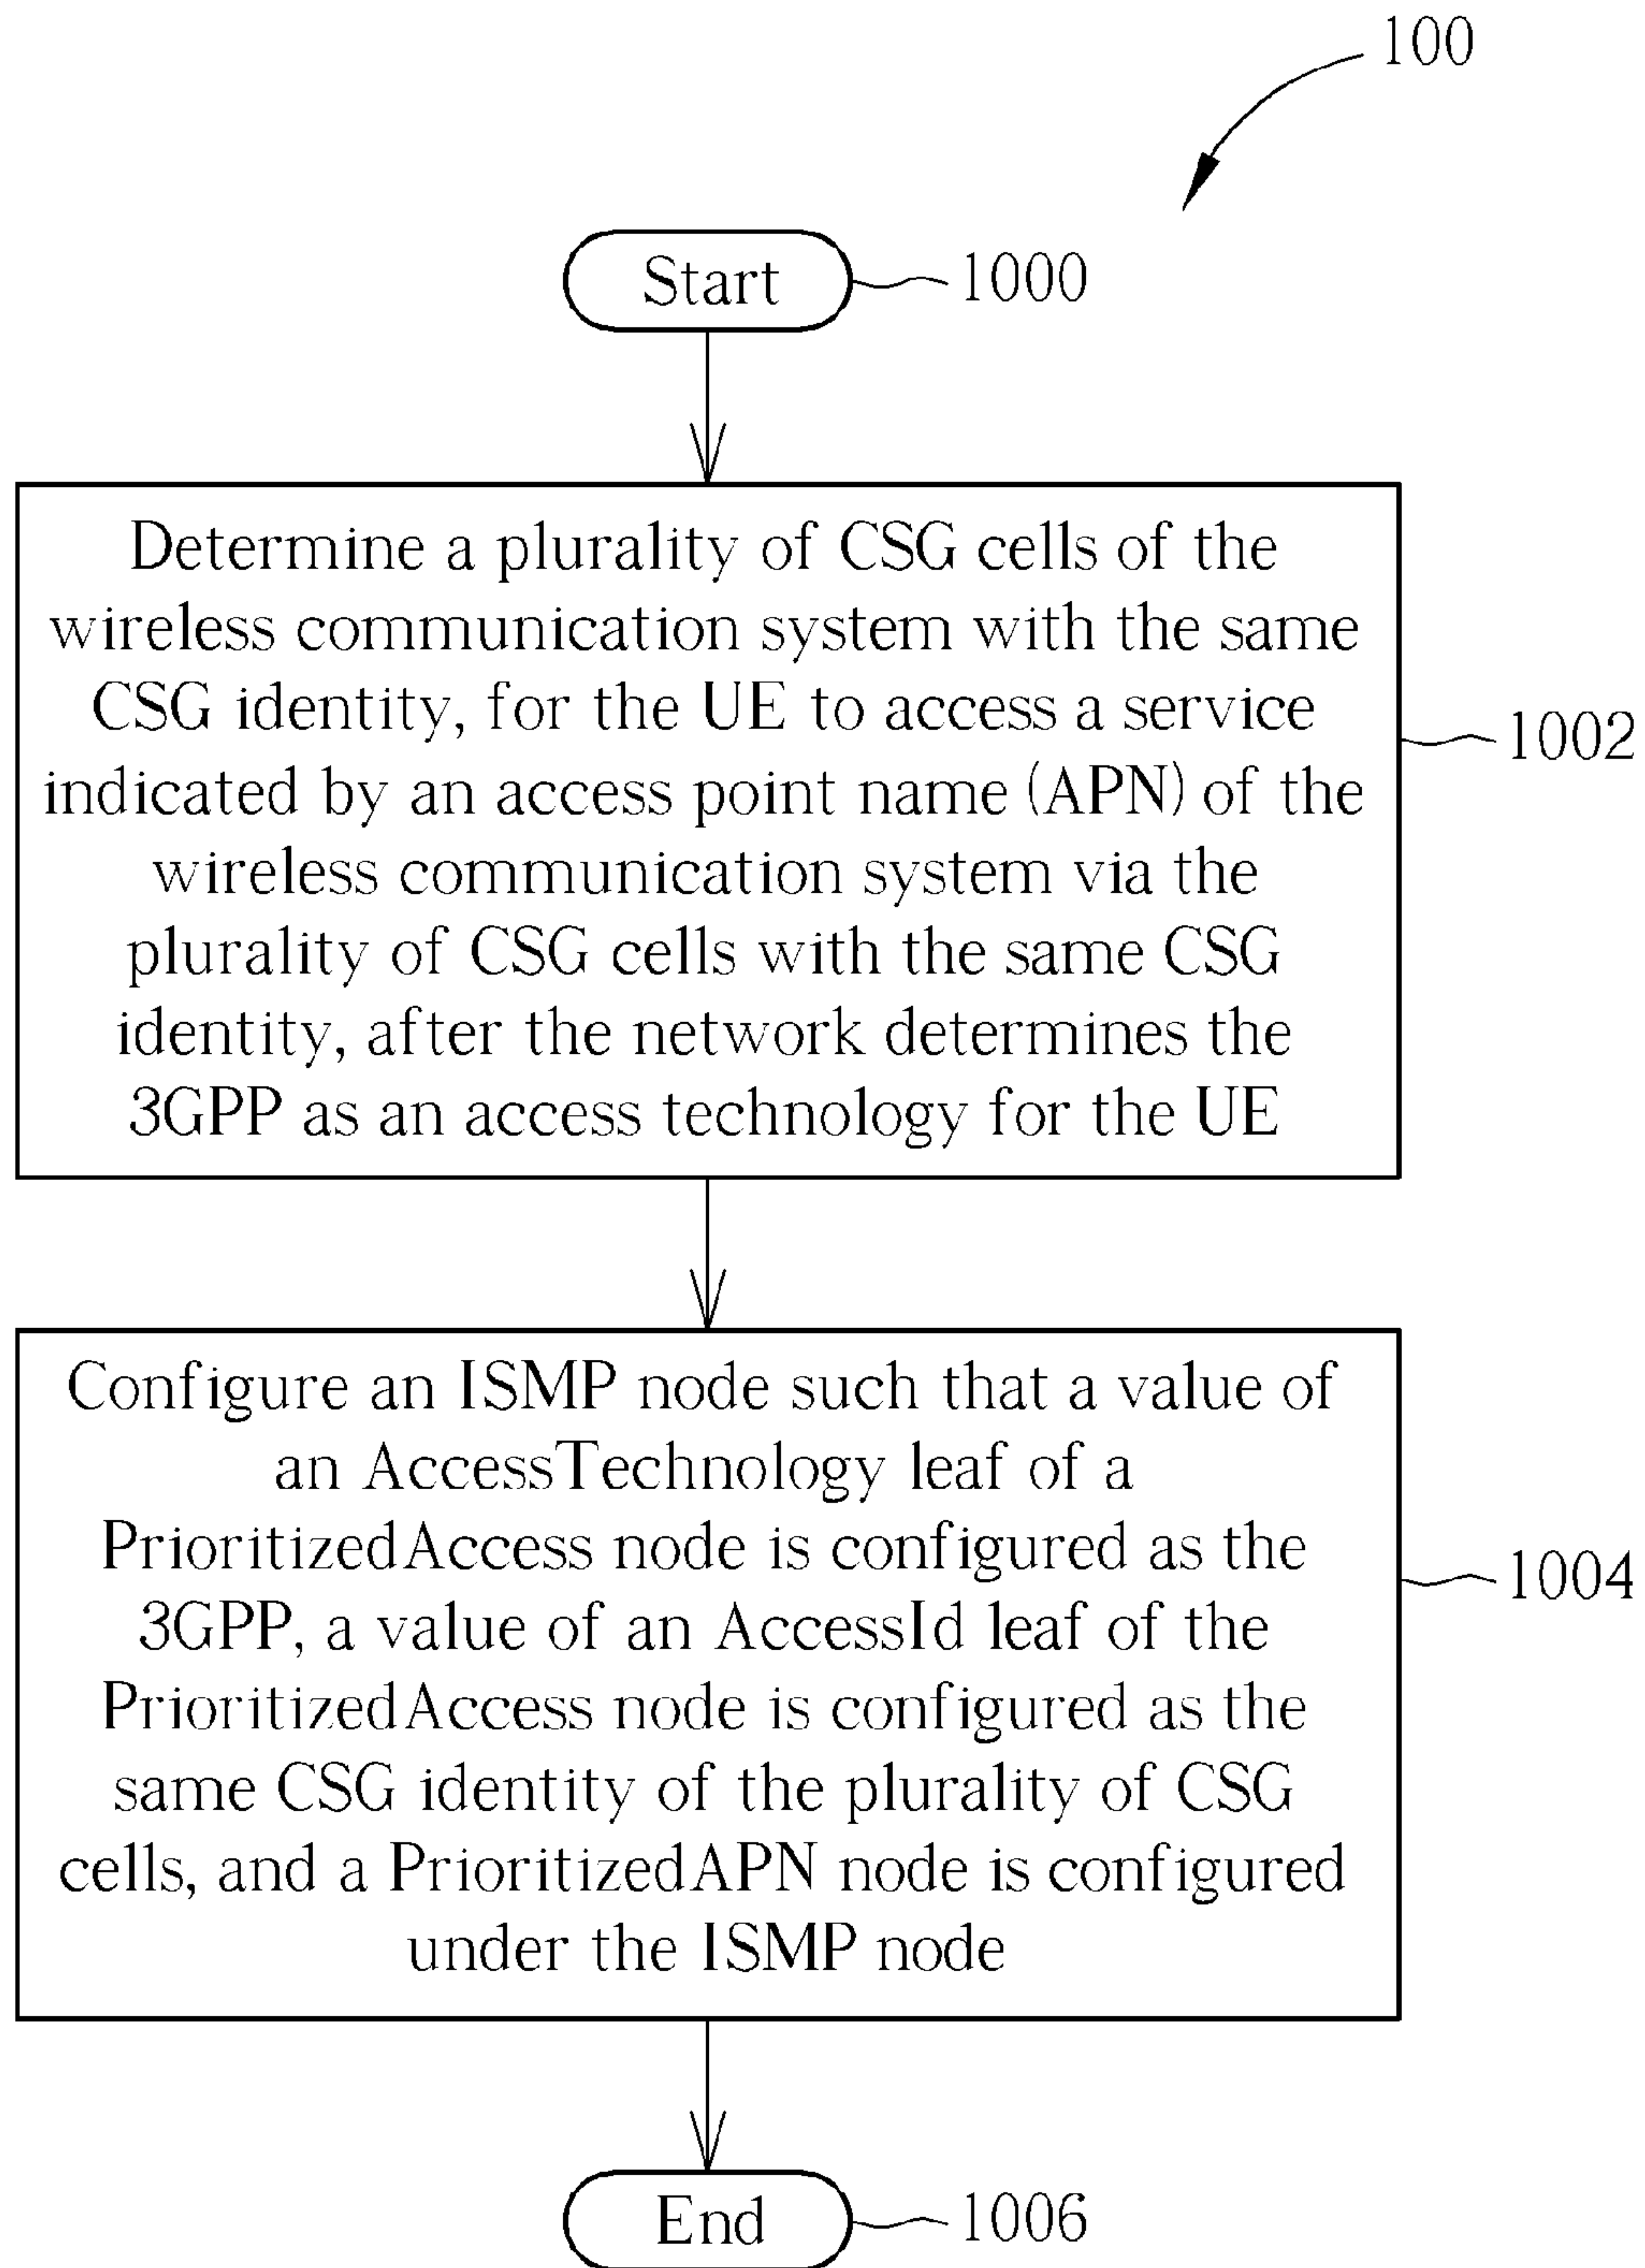 100
Start
1000
Determine a plurality of CSG cells of the
wireless communication system with the same
CSG identity, for the UE to access a service
indicated by an access point name (APN) of the
wireless communication system via the
plurality of CSG cells with the same CSG
identity, after the network determines the
3GPP as an access technology for the UE
1002
Configure an ISMP node such that a value of
an AccessTechnology leaf of a
PrioritizedAccess node is configured as the
3GPP, a value of an AccessId leaf of the
PrioritizedAccess node is configured as the
same CSG identity of the plurality of CSG
cells, and a PrioritizedAPN node is configured
under the ISMP node
1004
End
1006